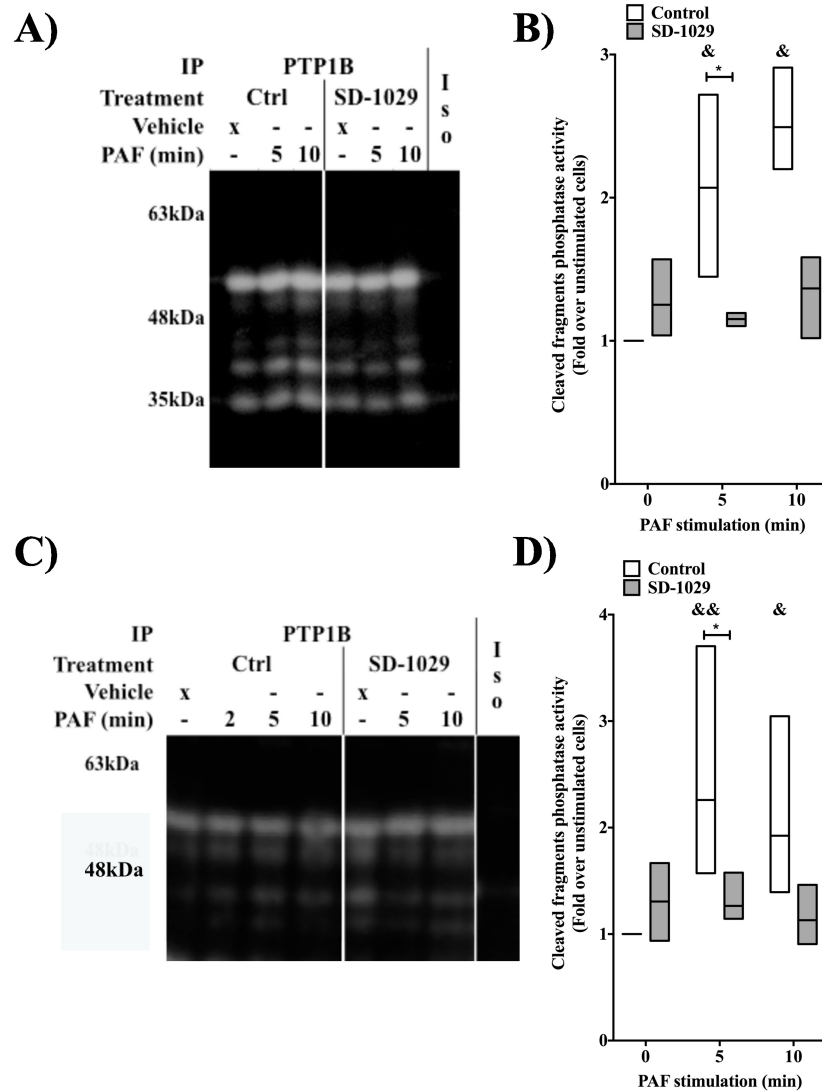 A)
IP PTP1B
Treatment Ctrl SD-1029 Iso
Vehicle x - - x - -
PAF (min) - 5 10 - 5 10
63kDa
48kDa
35kDa
B)
Control
SD-1029
& &
*
Cleaved fragments phosphatase activity
(Fold over unstimulated cells)
3
2
1
0
0 5 10
PAF stimulation (min)
C)
IP PTP1B
Treatment Ctrl SD-1029 Iso
Vehicle x - - x - -
PAF (min) - 2 5 10 - 5 10
63kDa
48kDa
48kDa
D)
Control
SD-1029
&& &
*
Cleaved fragments phosphatase activity
(Fold over unstimulated cells)
4
3
2
1
0
0 5 10
PAF stimulation (min)